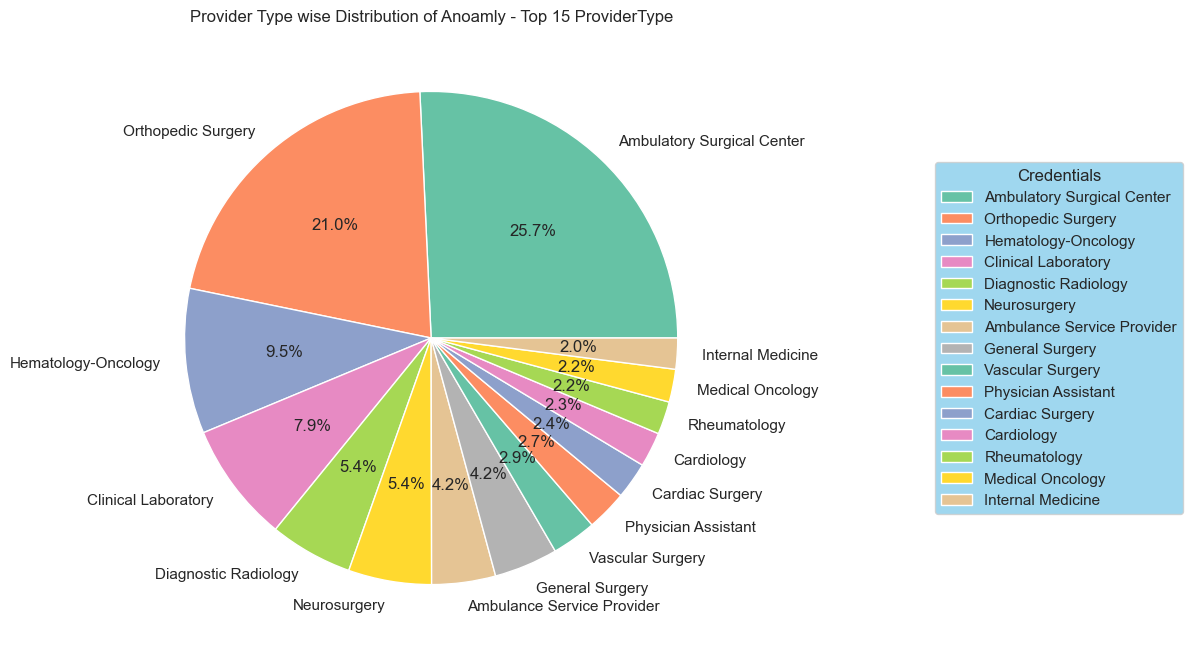 Provider Type wise Distribution of Anoamly - Top 15 ProviderType
Ambulatory Surgical Center
25.7%
Orthopedic Surgery
21.0%
Hematology-Oncology
9.5%
Clinical Laboratory
7.9%
Diagnostic Radiology
5.4%
Neurosurgery
5.4%
Ambulance Service Provider
4.2%
General Surgery
4.2%
Vascular Surgery
2.9%
Physician Assistant
2.7%
Cardiac Surgery
2.4%
Cardiology
2.3%
Rheumatology
2.2%
Medical Oncology
2.2%
Internal Medicine
2.0%
Credentials
Ambulatory Surgical Center
Orthopedic Surgery
Hematology-Oncology
Clinical Laboratory
Diagnostic Radiology
Neurosurgery
Ambulance Service Provider
General Surgery
Vascular Surgery
Physician Assistant
Cardiac Surgery
Cardiology
Rheumatology
Medical Oncology
Internal Medicine